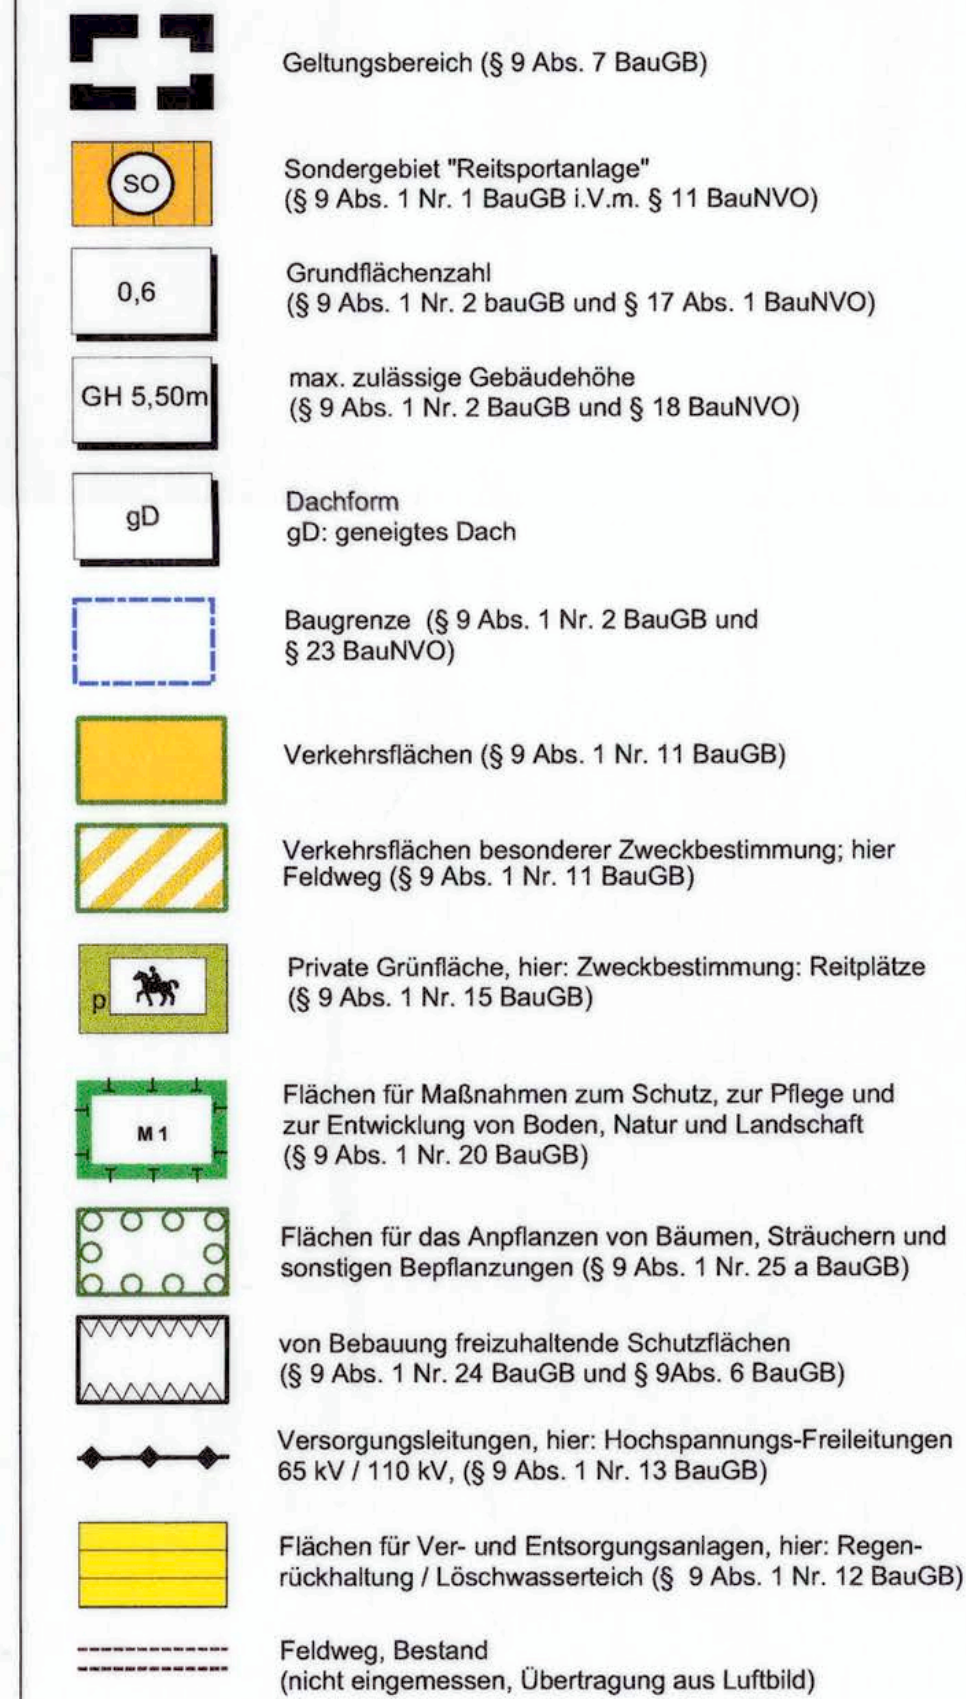 Geltungsbereich (§ 9 Abs. 7 BauGB)
SO
Sondergebiet "Reitsportanlage"
(§ 9 Abs. 1 Nr. 1 BauGB i.V.m. § 11 BauNVO)
0,6
Grundflächenzahl
(§ 9 Abs. 1 Nr. 2 bauGB und § 17 Abs. 1 BauNVO)
GH 5,50m
max. zulässige Gebäudehöhe
(§ 9 Abs. 1 Nr. 2 BauGB und § 18 BauNVO)
gD
Dachform
gD: geneigtes Dach
Baugrenze (§ 9 Abs. 1 Nr. 2 BauGB und
§ 23 BauNVO)
Verkehrsflächen (§ 9 Abs. 1 Nr. 11 BauGB)
Verkehrsflächen besonderer Zweckbestimmung; hier
Feldweg (§ 9 Abs. 1 Nr. 11 BauGB)
p
Private Grünfläche, hier: Zweckbestimmung: Reitplätze
(§ 9 Abs. 1 Nr. 15 BauGB)
M 1
Flächen für Maßnahmen zum Schutz, zur Pflege und
zur Entwicklung von Boden, Natur und Landschaft
(§ 9 Abs. 1 Nr. 20 BauGB)
Flächen für das Anpflanzen von Bäumen, Sträuchern und
sonstigen Bepflanzungen (§ 9 Abs. 1 Nr. 25 a BauGB)
von Bebauung freizuhaltende Schutzflächen
(§ 9 Abs. 1 Nr. 24 BauGB und § 9Abs. 6 BauGB)
Versorgungsleitungen, hier: Hochspannungs-Freileitungen
65 kV / 110 kV, (§ 9 Abs. 1 Nr. 13 BauGB)
Flächen für Ver- und Entsorgungsanlagen, hier: Regen-
rückhaltung / Löschwasserteich (§ 9 Abs. 1 Nr. 12 BauGB)
Feldweg, Bestand
(nicht eingemessen, Übertragung aus Luftbild)